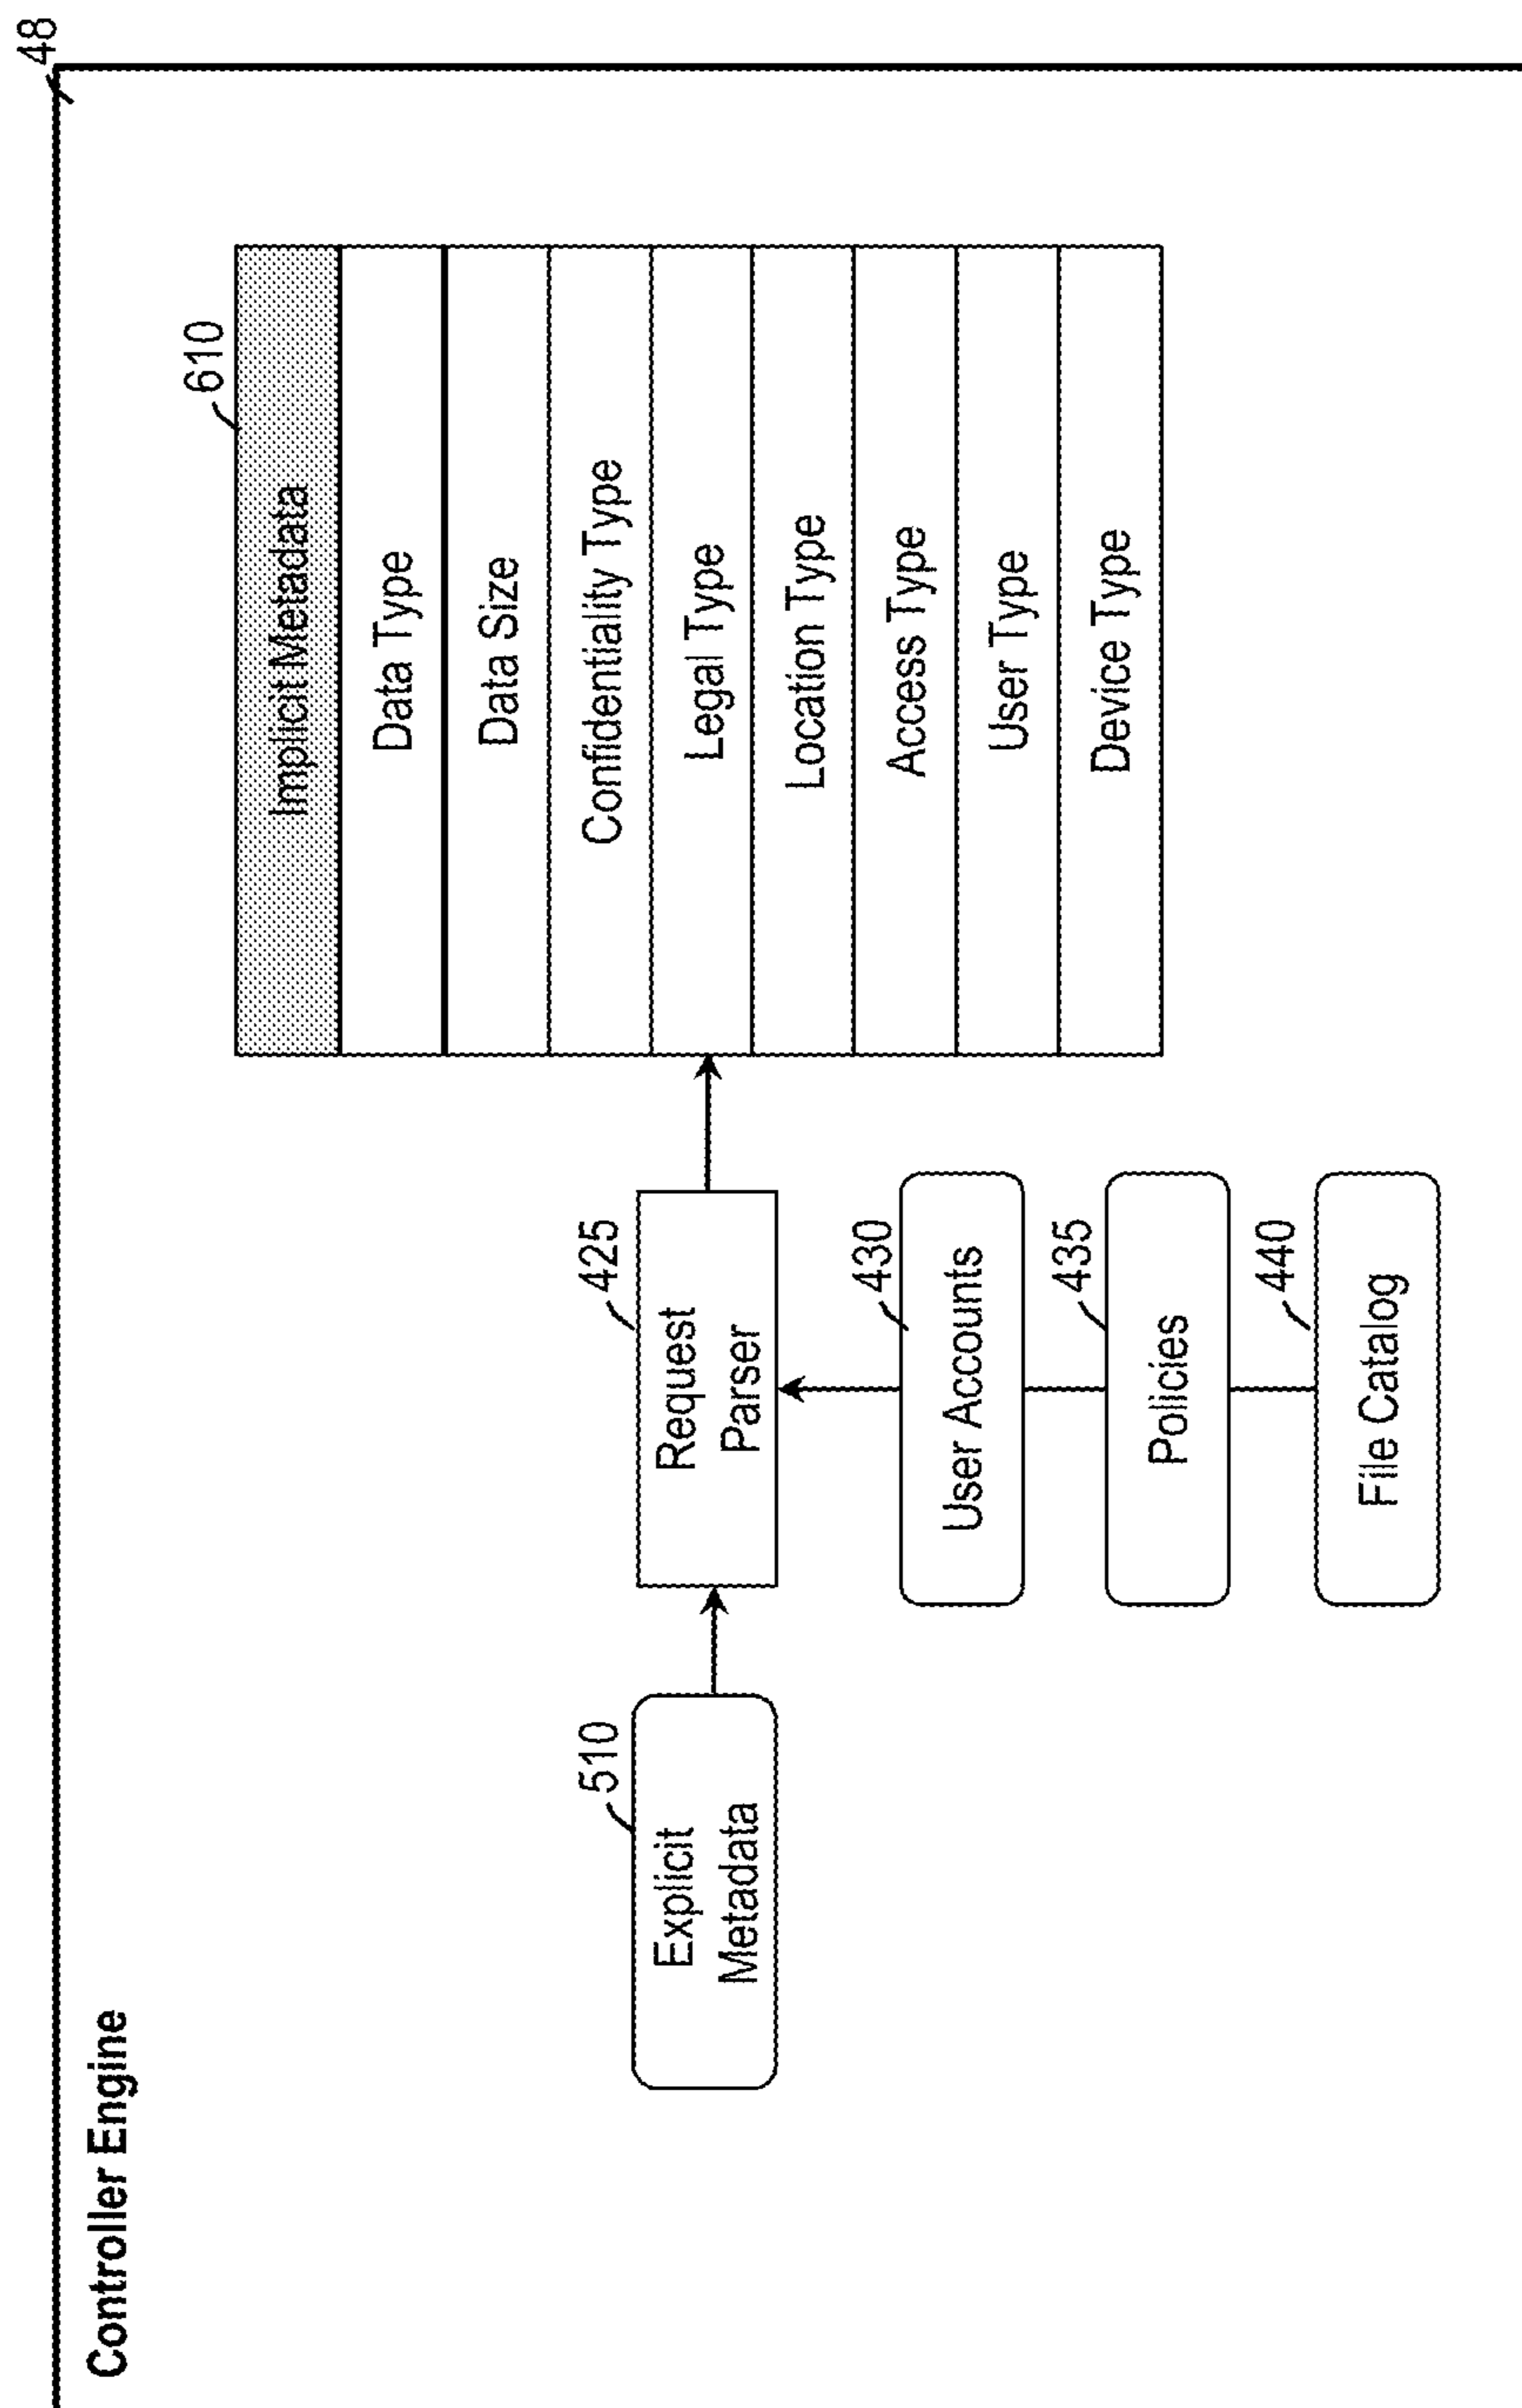 48
Controller Engine
610
Implicit Metadata
Data Type
Data Size
Confidentiality Type
Legal Type
Location Type
Access Type
User Type
Device Type
510
Explicit
Metadata
425
Request
Parser
430
User Accounts
435
Policies
440
File Catalog